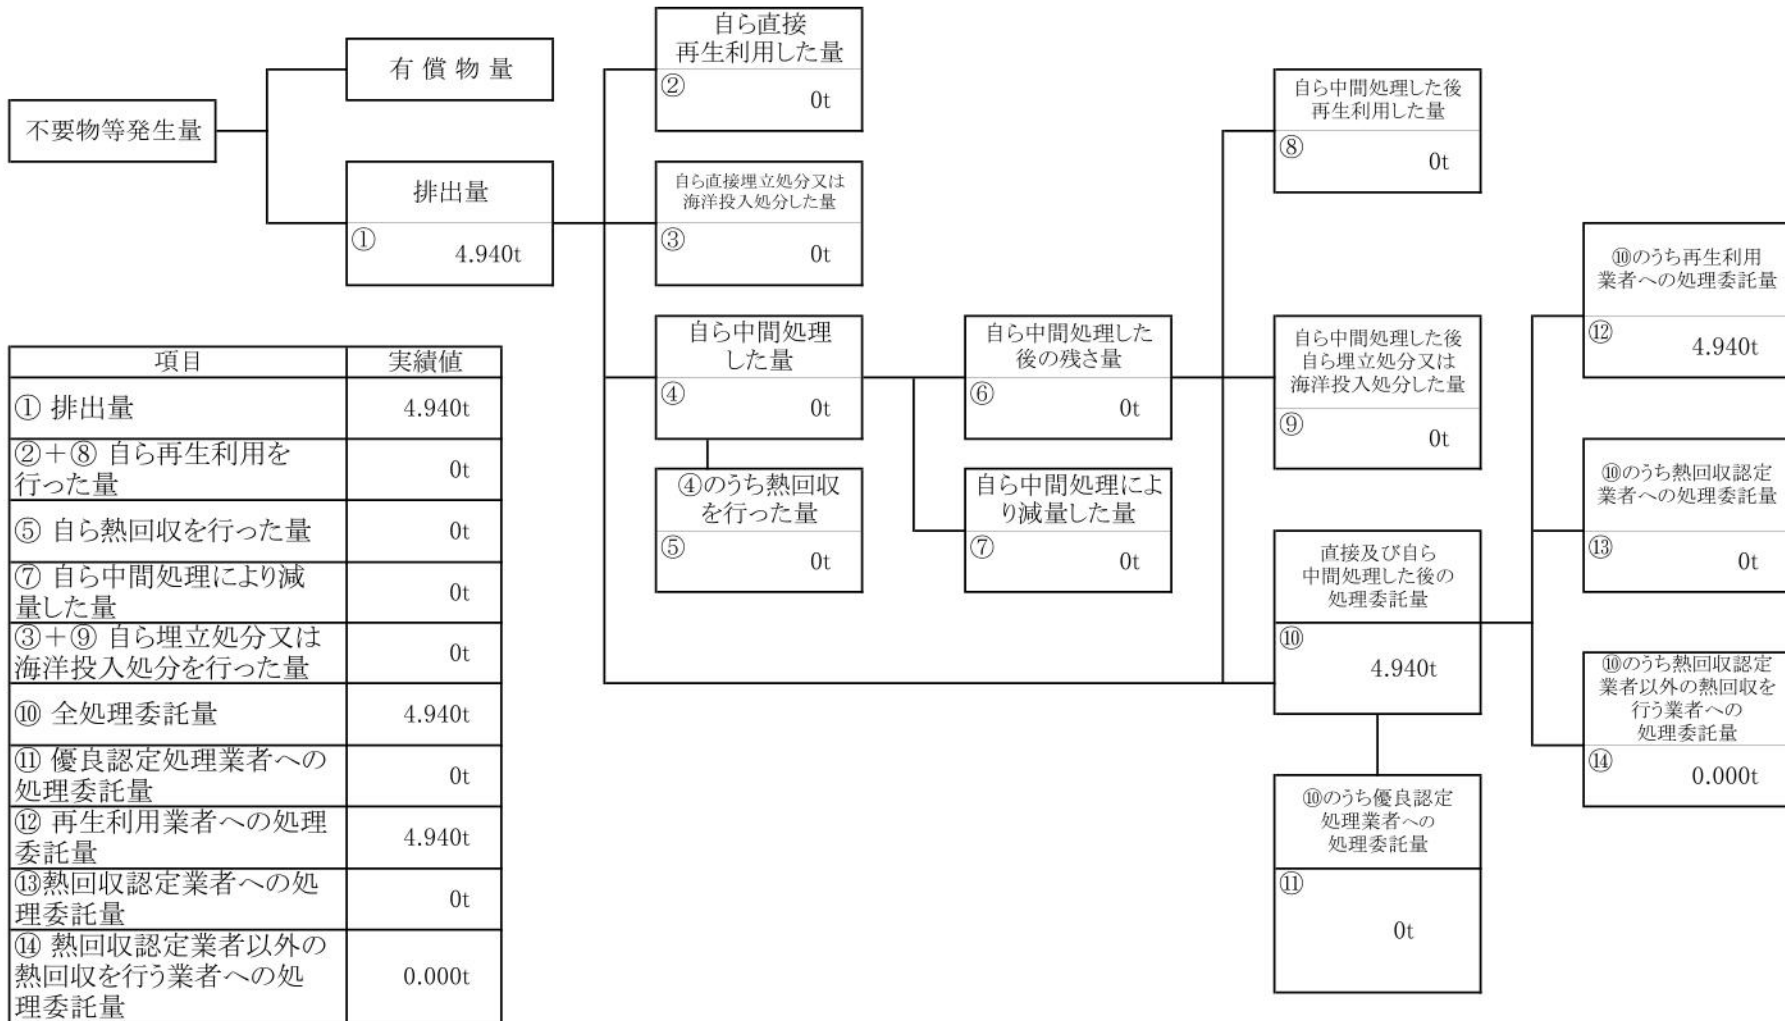 不要物等発生量
有 償 物 量
排出量
①
4.940t
自ら直接
再生利用した量
②
0t
自ら直接埋立処分又は
海洋投入処分した量
③
0t
自ら中間処理
した量
④
0t
④のうち熱回収
を行った量
⑤
0t
自ら中間処理した
後の残さ量
⑥
0t
自ら中間処理によ
り減量した量
⑦
0t
自ら中間処理した後
再生利用した量
⑧
0t
自ら中間処理した後
自ら埋立処分又は
海洋投入処分した量
⑨
0t
直接及び自ら
中間処理した後の
処理委託量
⑩
4.940t
⑩のうち優良認定
処理業者への
処理委託量
⑪
0t
⑩のうち再生利用
業者への処理委託量
⑫
4.940t
⑩のうち熱回収認定
業者への処理委託量
⑬
0t
⑩のうち熱回収認定
業者以外の熱回収を
行う業者への
処理委託量
⑭
0.000t
項目 実績値
① 排出量 4.940t
②＋⑧ 自ら再生利用を
行った量 0t
⑤ 自ら熱回収を行った量 0t
⑦ 自ら中間処理により減
量した量 0t
③＋⑨ 自ら埋立処分又は
海洋投入処分を行った量 0t
⑩ 全処理委託量 4.940t
⑪ 優良認定処理業者への
処理委託量 0t
⑫ 再生利用業者への処理
委託量 4.940t
⑬熱回収認定業者への処
理委託量 0t
⑭ 熱回収認定業者以外の
熱回収を行う業者への処
理委託量 0.000t